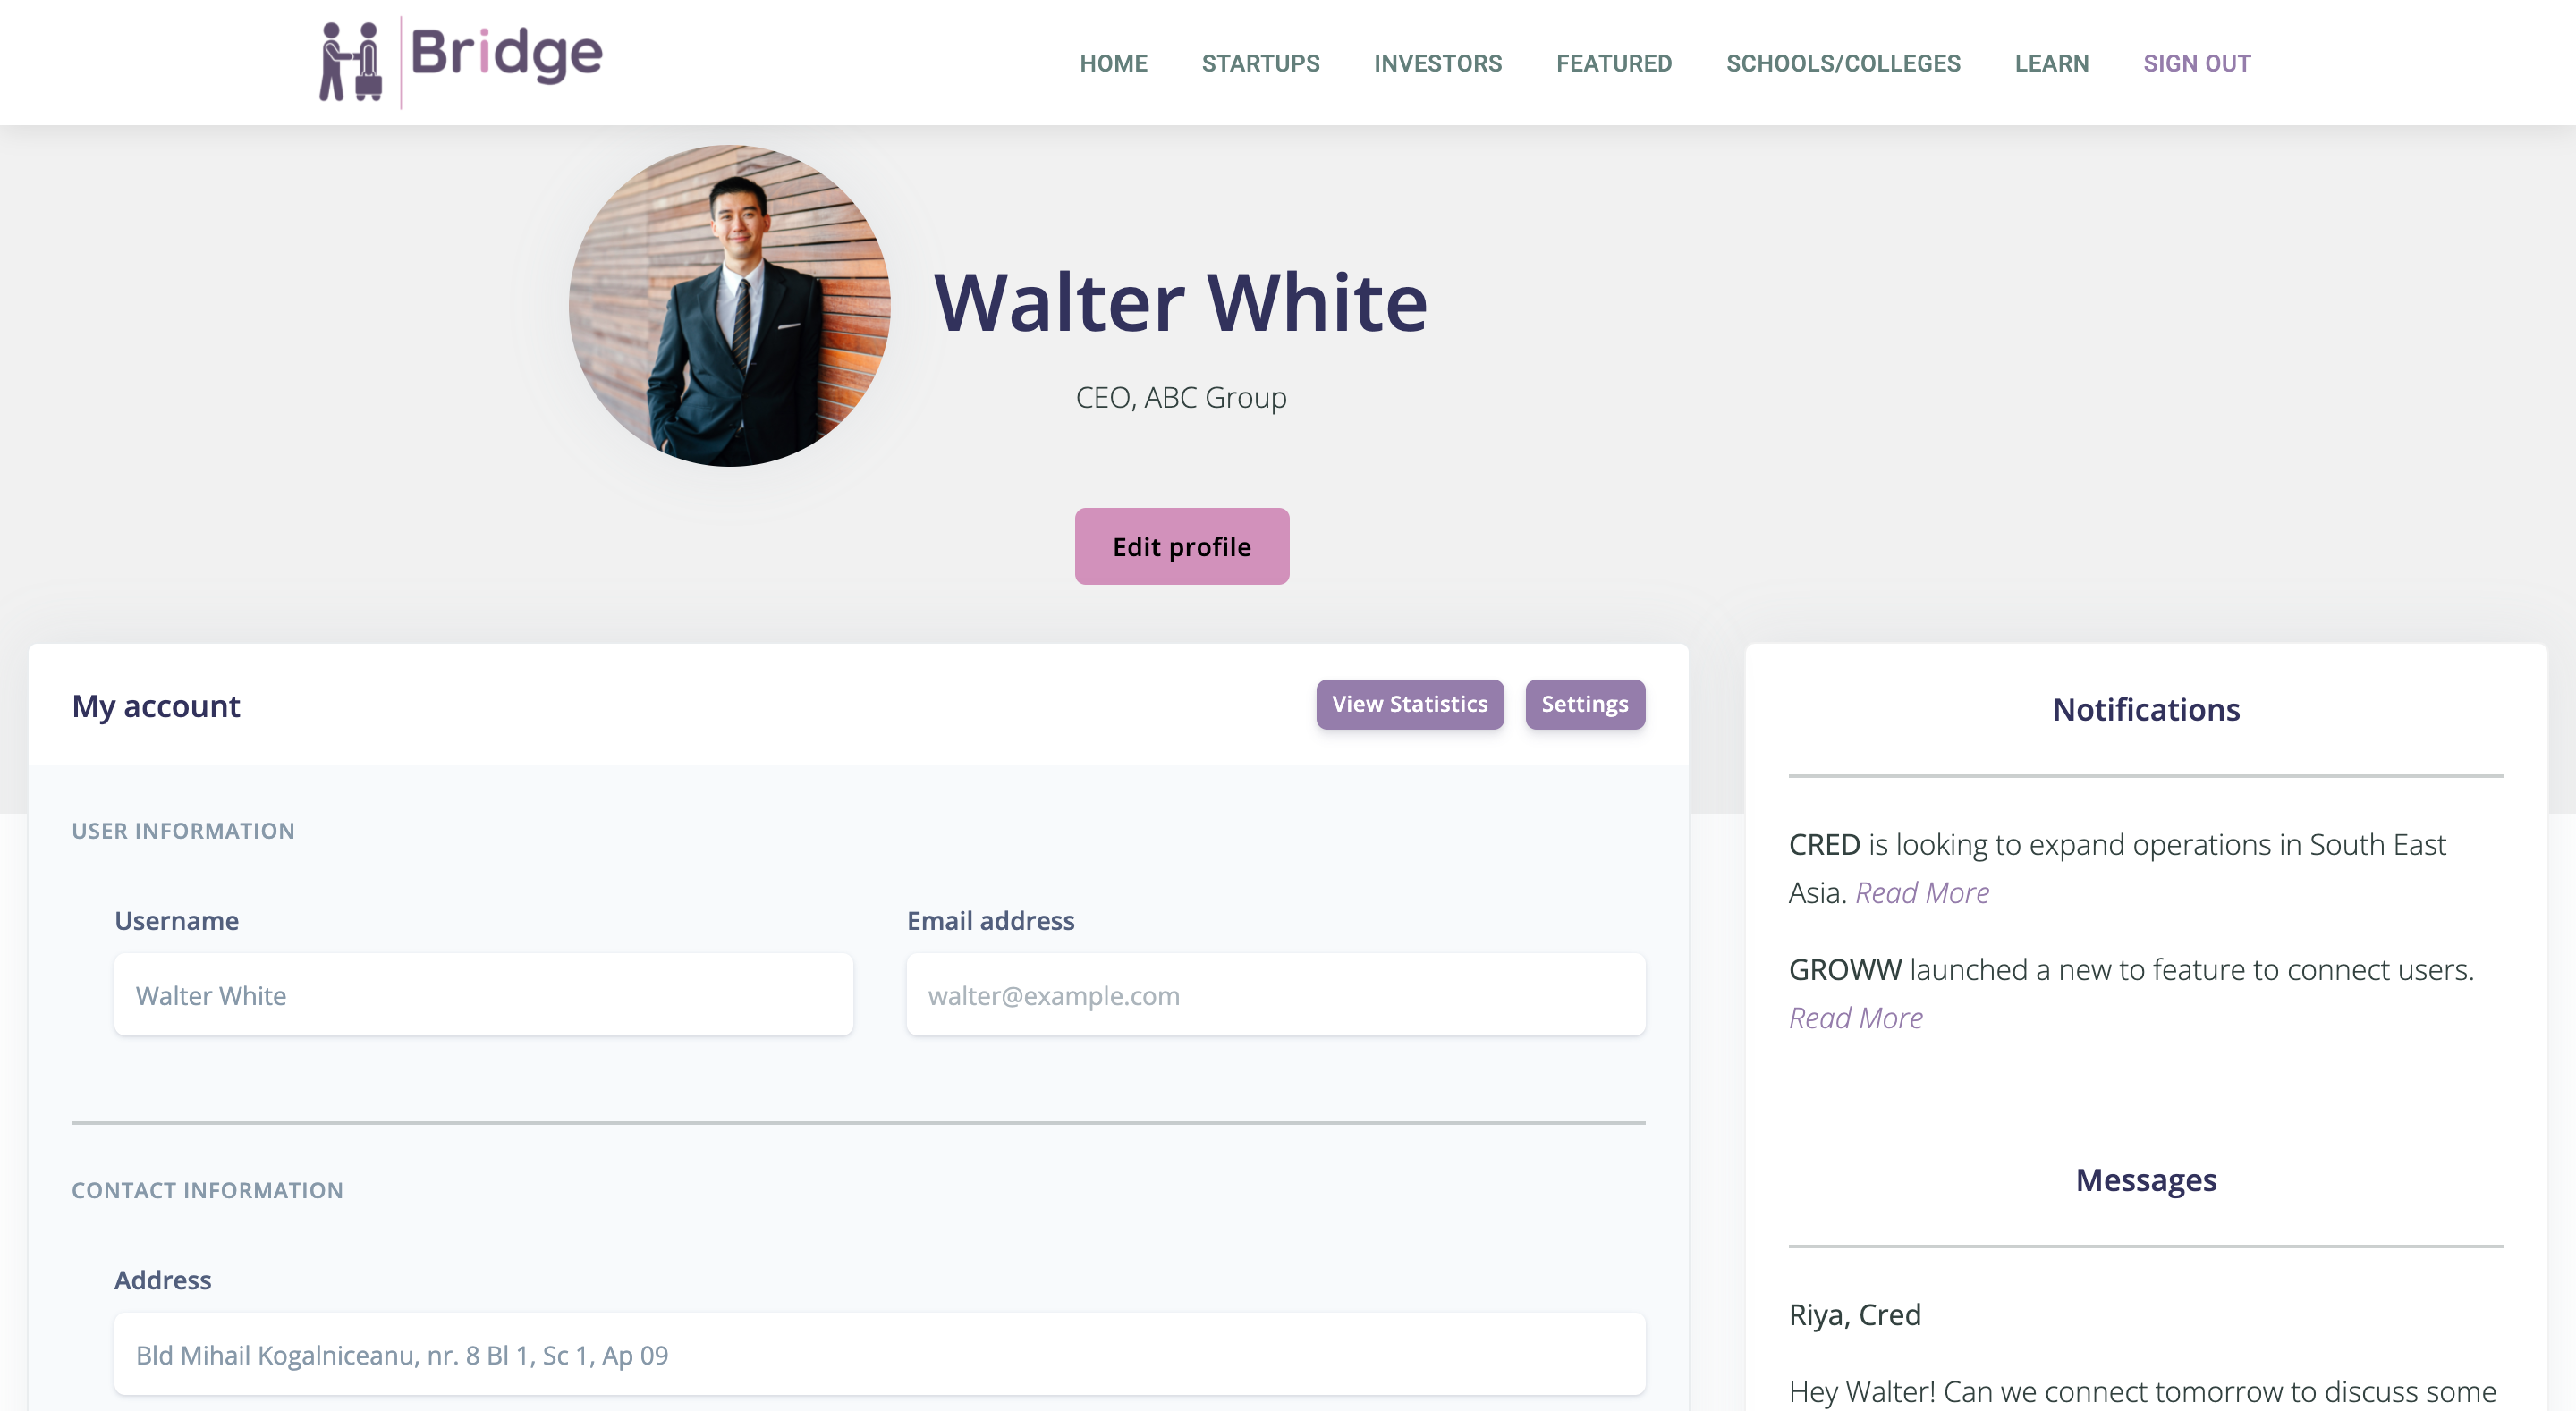 Bridge
HOME STARTUPS INVESTORS FEATURED SCHOOLS/COLLEGES LEARN SIGN OUT
Walter White
CEO, ABC Group
Edit profile
My account
View Statistics Settings
USER INFORMATION
Username
Email address
Walter White
walter@example.com
CONTACT INFORMATION
Address
Bld Mihail Kogalniceanu, nr. 8 Bl 1, Sc 1, Ap 09
Notifications
CRED is looking to expand operations in South East
Asia. Read More
GROWW launched a new to feature to connect users.
Read More
Messages
Riya, Cred
Hey Walter! Can we connect tomorrow to discuss some